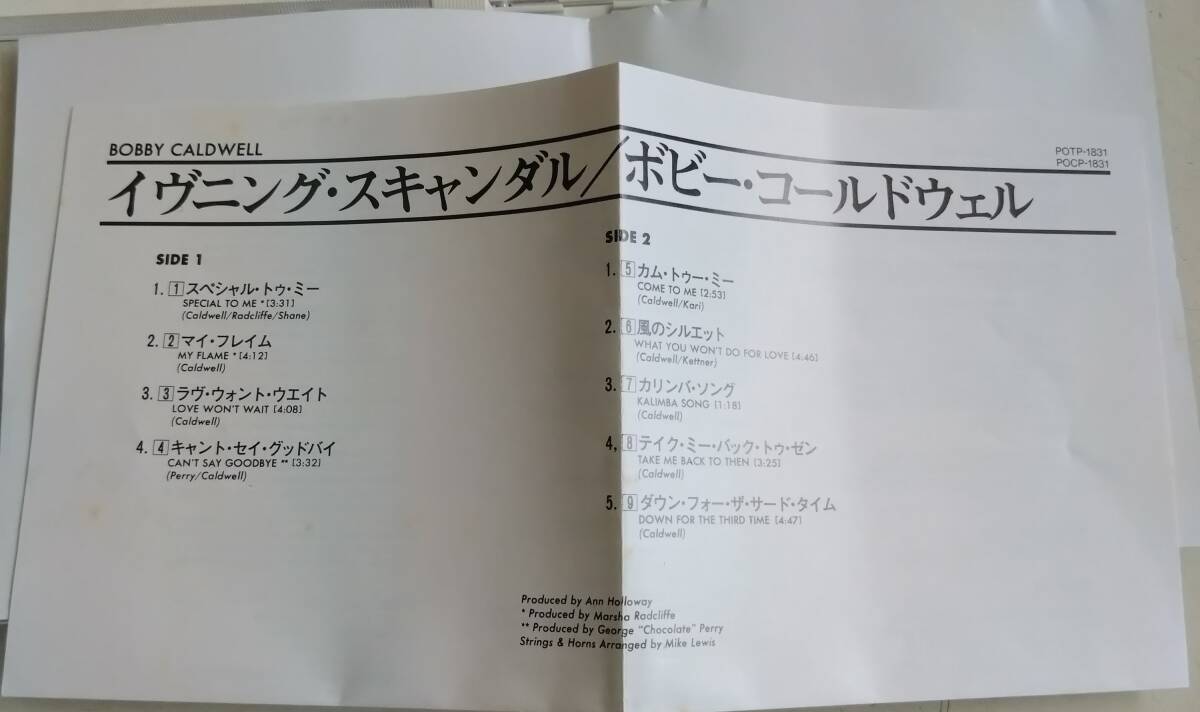 BOBBY CALDWELL
POTP-1831
POCP-1831
イヴニング・スキャンダル/ボビー・コールドウェル
SIDE 1
1. 1 スペシャル・トゥ・ミー
SPECIAL TO ME * [3:31]
(Caldwell/Radcliffe/Shane)
2. 2 マイ・フレイム
MY FLAME * [4:12]
(Caldwell)
3. 3 ラヴ・ウォント・ウエイト
LOVE WON'T WAIT [4:08]
(Caldwell)
4. 4 キャント・セイ・グッドバイ
CAN'T SAY GOODBYE ** [3:32]
(Perry/Caldwell)
SIDE 2
1. 5 カム・トゥー・ミー
COME TO ME [2:53]
(Caldwell/Kari)
2. 6 風のシルエット
WHAT YOU WON'T DO FOR LOVE [4:46]
(Caldwell/Kettner)
3. 7 カリンバ・ソング
KALIMBA SONG [1:18]
(Caldwell)
4. 8 テイク・ミー・バック・トゥ・ゼン
TAKE ME BACK TO THEN [3:25]
(Caldwell)
5. 9 ダウン・フォー・ザ・サード・タイム
DOWN FOR THE THIRD TIME [4:47]
(Caldwell)
Produced by Ann Holloway
* Produced by Marsha Radcliffe
** Produced by George "Chocolate" Perry
Strings & Horns Arranged by Mike Lewis